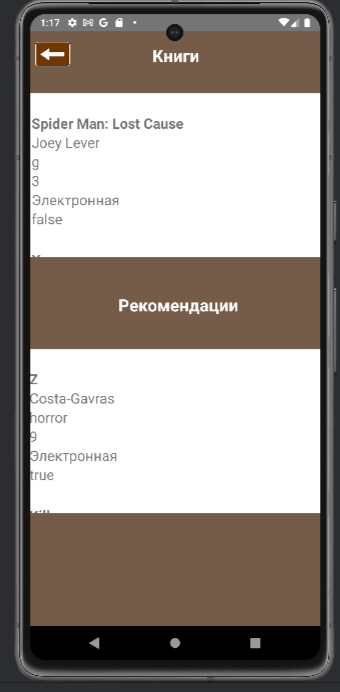 1:17
Книги
Spider Man: Lost Cause
Joey Lever
g
3
Электронная
false
Рекомендации
Z
Costa-Gavras
horror
9
Электронная
true